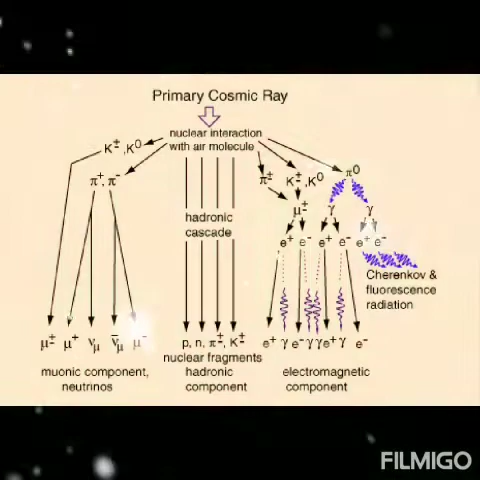 Primary Cosmic Ray
nuclear interaction
with air molecule
K±, K0
π+, π-
π±
K±, K0
π0
μ±
γ γ
hadronic
cascade
e+ e- e+ e- e+ e-
Cherenkov &
fluorescence
radiation
μ± μ+ νμ ν̄μ μ-
p, n, π±, K±
e+ γ e- γ γ e+ γ e-
muonic component,
neutrinos
nuclear fragments
hadronic
component
electromagnetic
component
FILMIGO